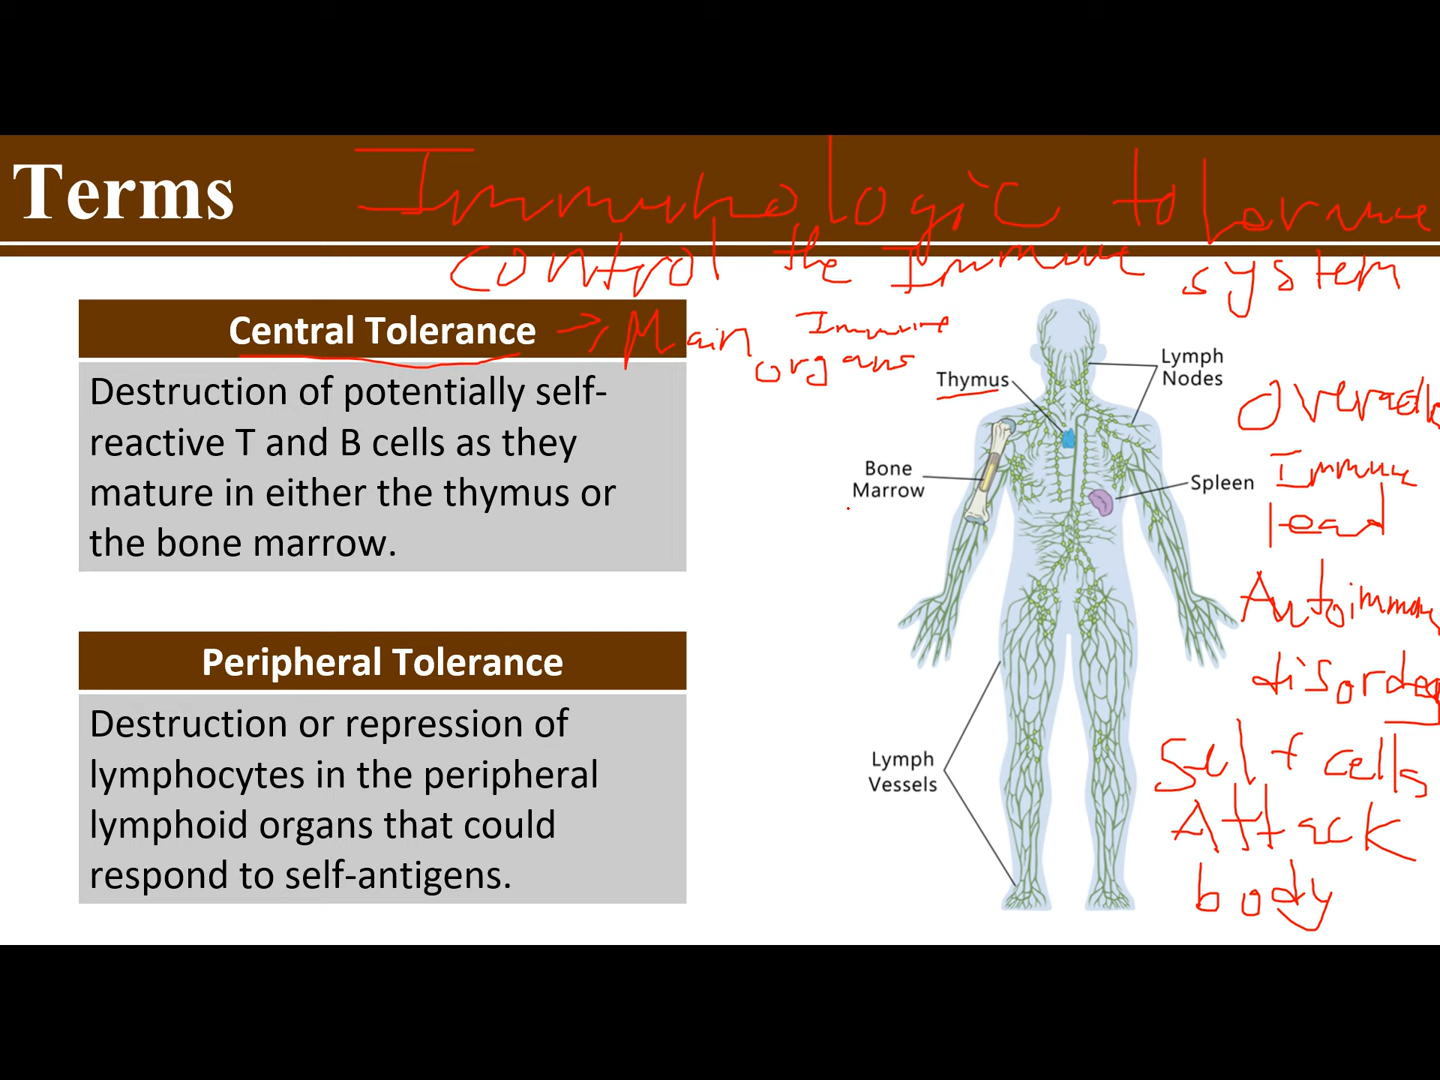 Terms
Immunologic tolerance
control the Immune system
Central Tolerance → Main Immune organs
Destruction of potentially self-
reactive T and B cells as they
mature in either the thymus or
the bone marrow.
Peripheral Tolerance
Destruction or repression of
lymphocytes in the peripheral
lymphoid organs that could
respond to self-antigens.
Thymus
Lymph
Nodes
Bone
Marrow
Spleen
Lymph
Vessels
Immune
lead
Autoimmune
disorder
Self cells
Attack
body